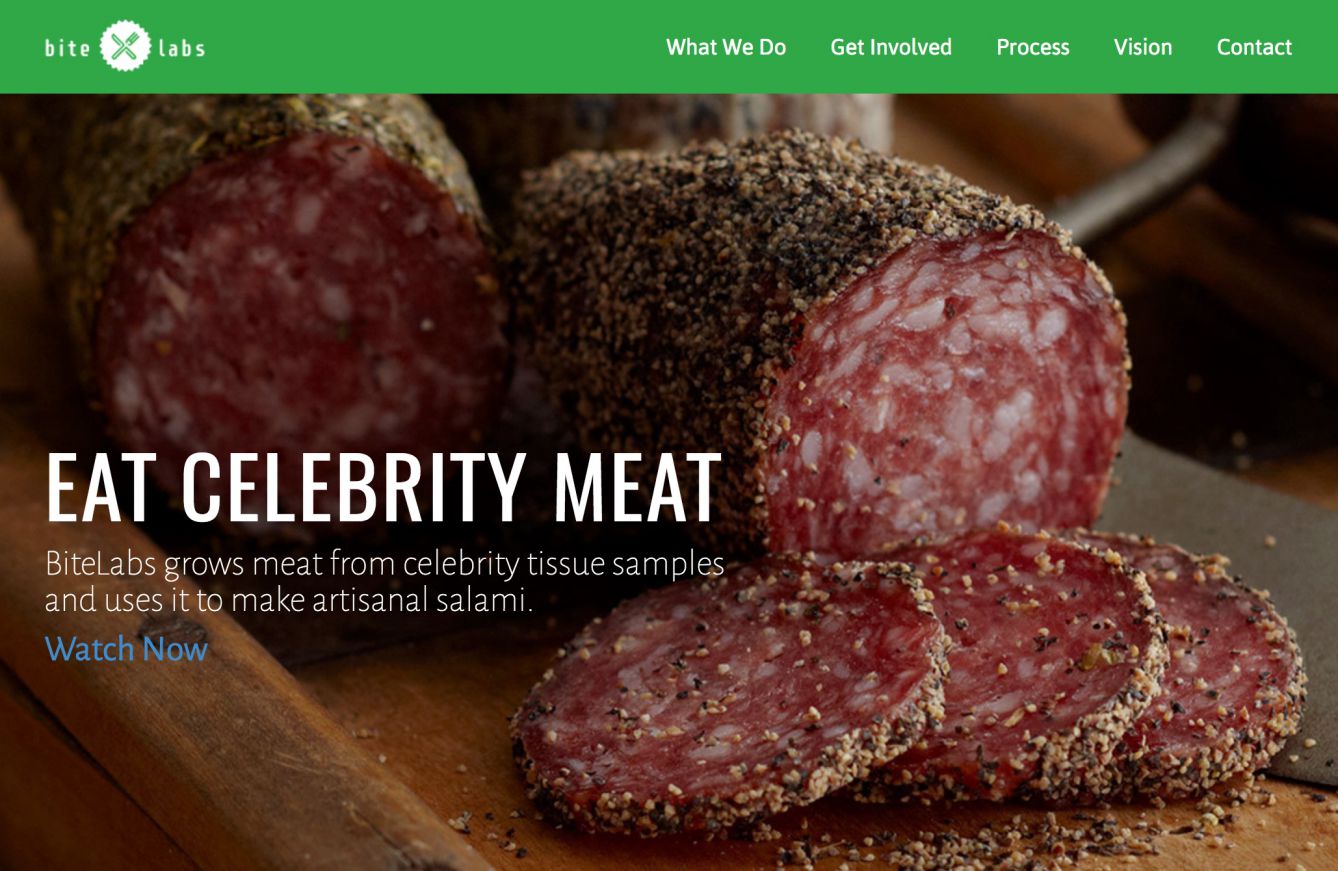 bite labs
What We Do Get Involved Process Vision Contact
EAT CELEBRITY MEAT
BiteLabs grows meat from celebrity tissue samples
and uses it to make artisanal salami.
Watch Now